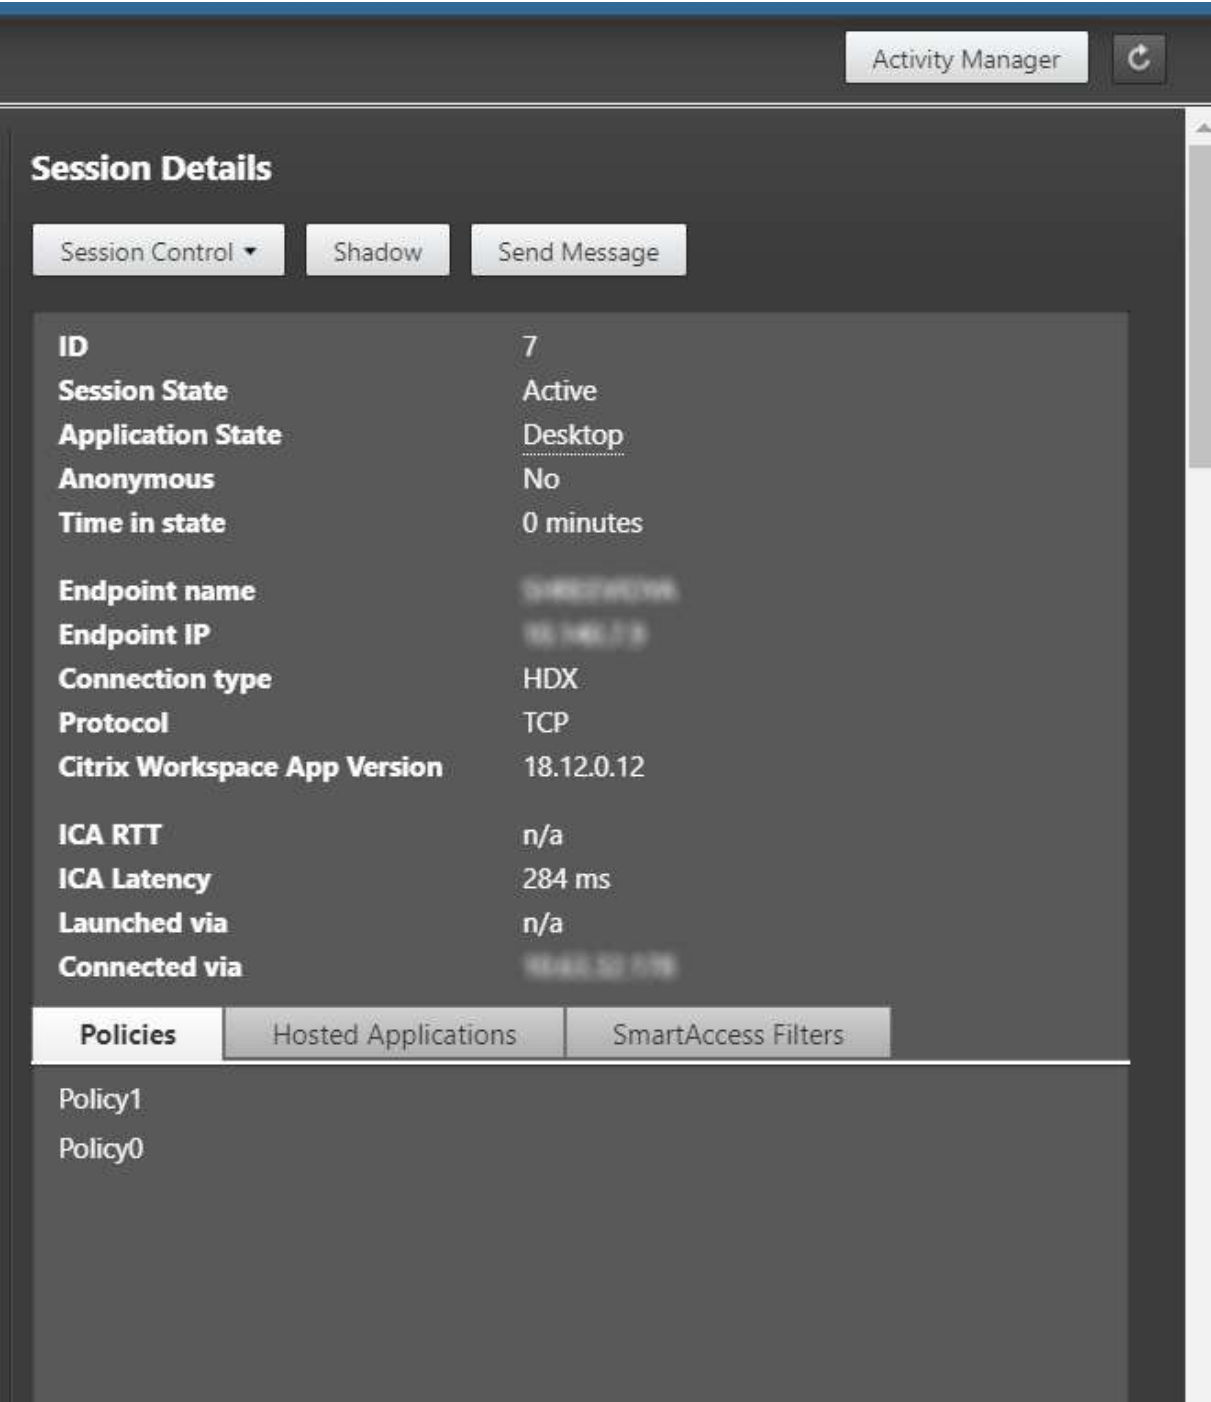 Activity Manager
Session Details
Session Control Shadow Send Message
ID 7
Session State Active
Application State Desktop
Anonymous No
Time in state 0 minutes
Endpoint name
Endpoint IP
Connection type HDX
Protocol TCP
Citrix Workspace App Version 18.12.0.12
ICA RTT n/a
ICA Latency 284 ms
Launched via n/a
Connected via
Policies Hosted Applications SmartAccess Filters
Policy1
Policy0